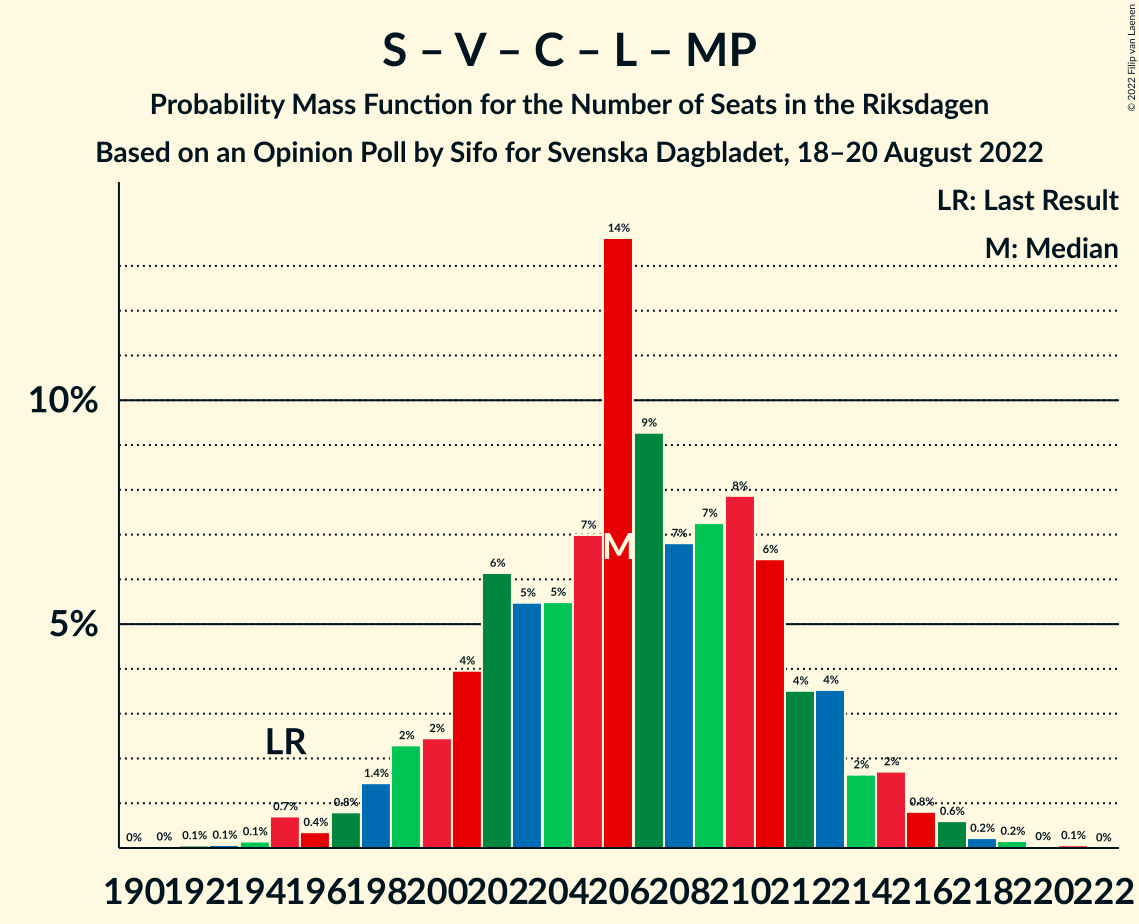 S – V – C – L – MP
Probability Mass Function for the Number of Seats in the Riksdagen
Based on an Opinion Poll by Sifo for Svenska Dagbladet, 18–20 August 2022
© 2022 Filip van Laenen
LR: Last Result
M: Median
10%
5%
0% 0% 0.1% 0.1% 0.1% 0.7% 0.4% 0.8% 1.4% 2% 2% 4% 6% 5% 5% 7% 14% 9% 7% 7% 8% 6% 4% 4% 2% 2% 0.8% 0.6% 0.2% 0.2% 0% 0.1% 0%
LR
M
190 192 194 196 198 200 202 204 206 208 210 212 214 216 218 220 222